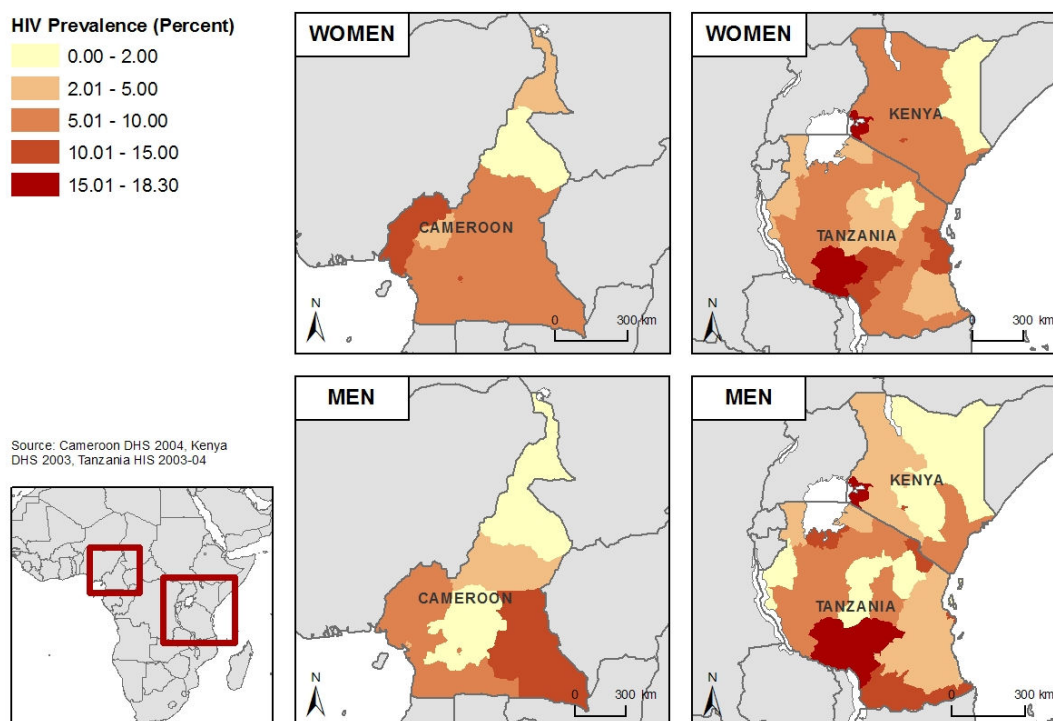 HIV Prevalence (Percent)
0.00 - 2.00
2.01 - 5.00
5.01 - 10.00
10.01 - 15.00
15.01 - 18.30
WOMEN
CAMEROON
N
0 300 km
WOMEN
KENYA
TANZANIA
N
0 300 km
Source: Cameroon DHS 2004, Kenya
DHS 2003, Tanzania HIS 2003-04
MEN
CAMEROON
N
0 300 km
MEN
KENYA
TANZANIA
N
0 300 km